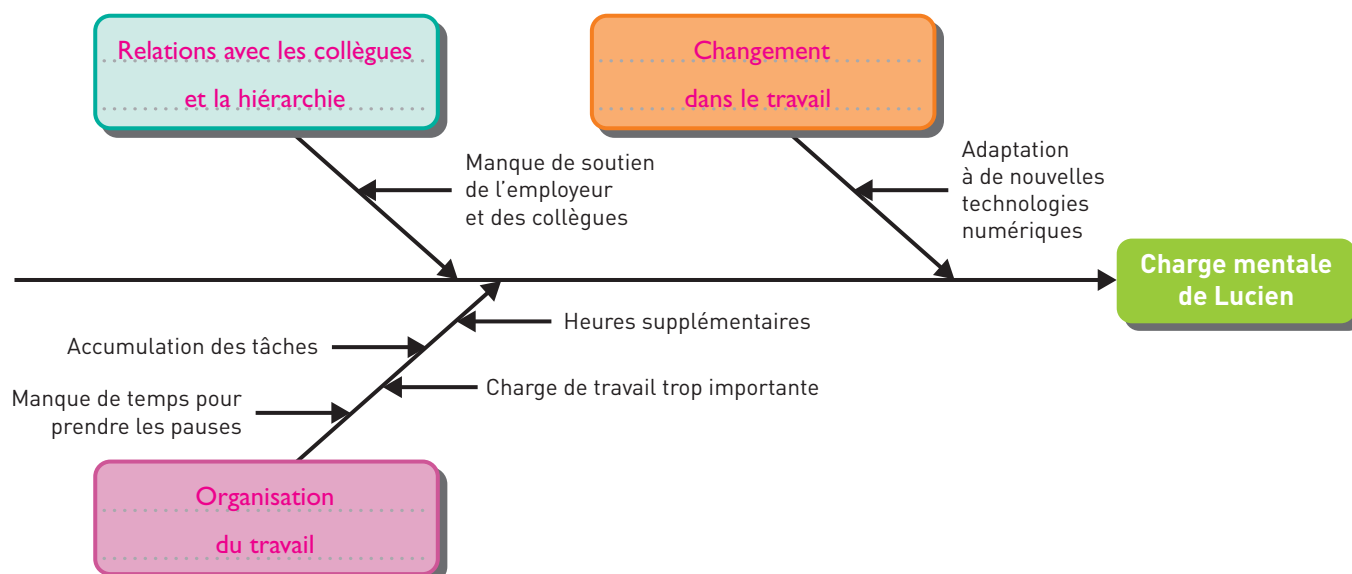 Relations avec les collègues
et la hiérarchie
Changement
dans le travail
Manque de soutien
de l'employeur
et des collègues
Adaptation
à de nouvelles
technologies
numériques
Charge mentale
de Lucien
Heures supplémentaires
Accumulation des tâches
Charge de travail trop importante
Manque de temps pour
prendre les pauses
Organisation
du travail